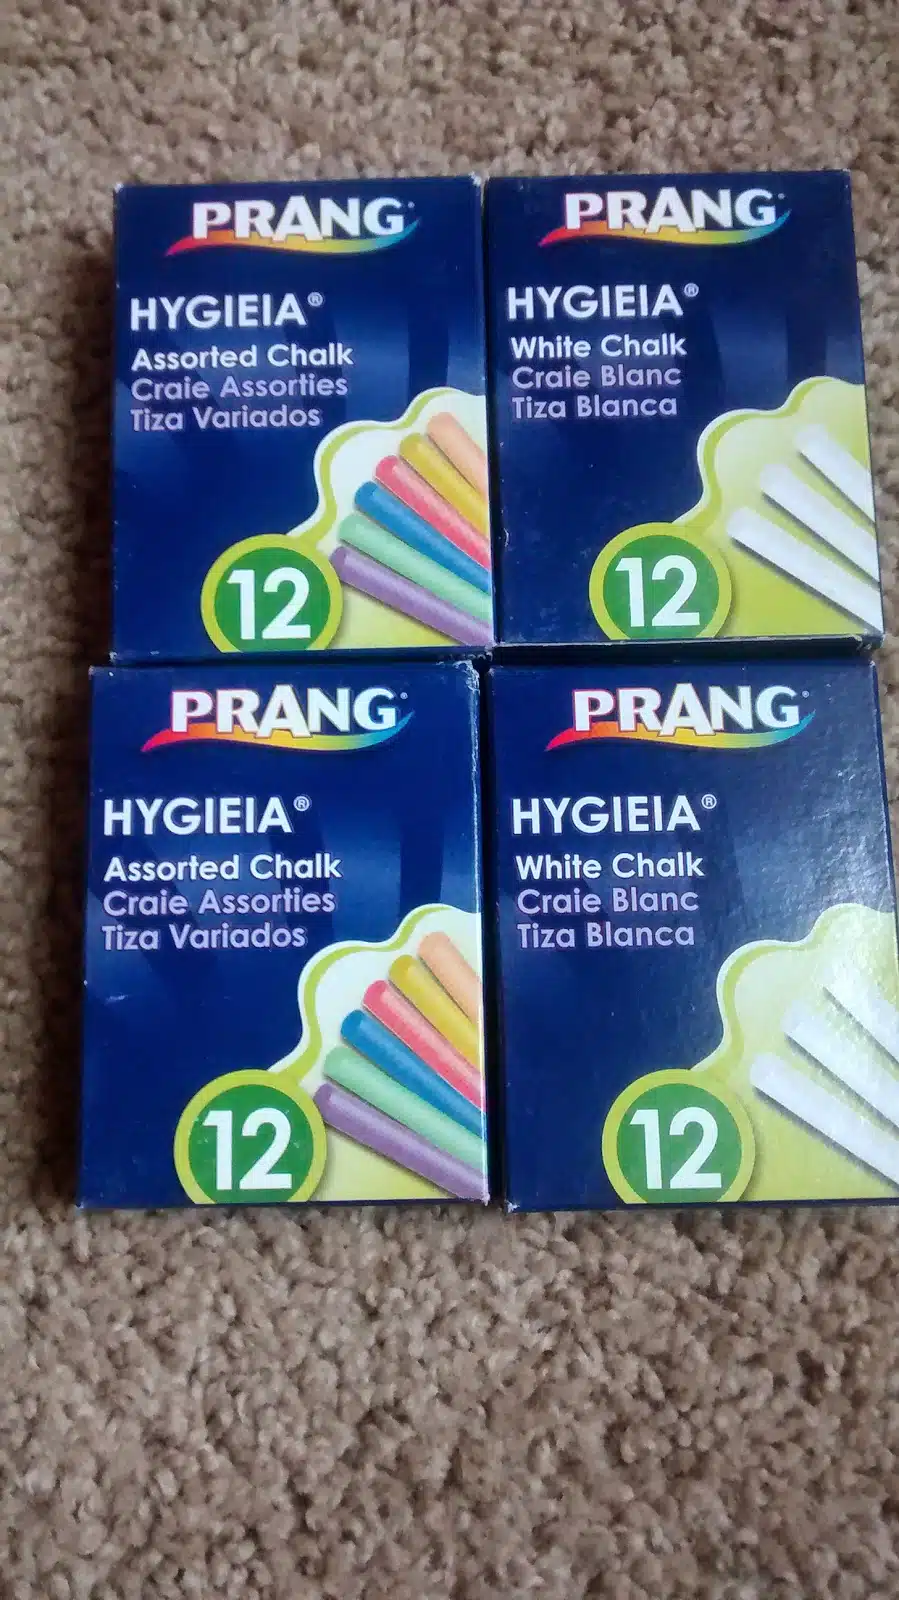 PRANG
HYGIEIA®
Assorted Chalk
Craie Assorties
Tiza Variados
12
PRANG
HYGIEIA®
White Chalk
Craie Blanc
Tiza Blanca
12
PRANG
HYGIEIA®
Assorted Chalk
Craie Assorties
Tiza Variados
12
PRANG
HYGIEIA®
White Chalk
Craie Blanc
Tiza Blanca
12